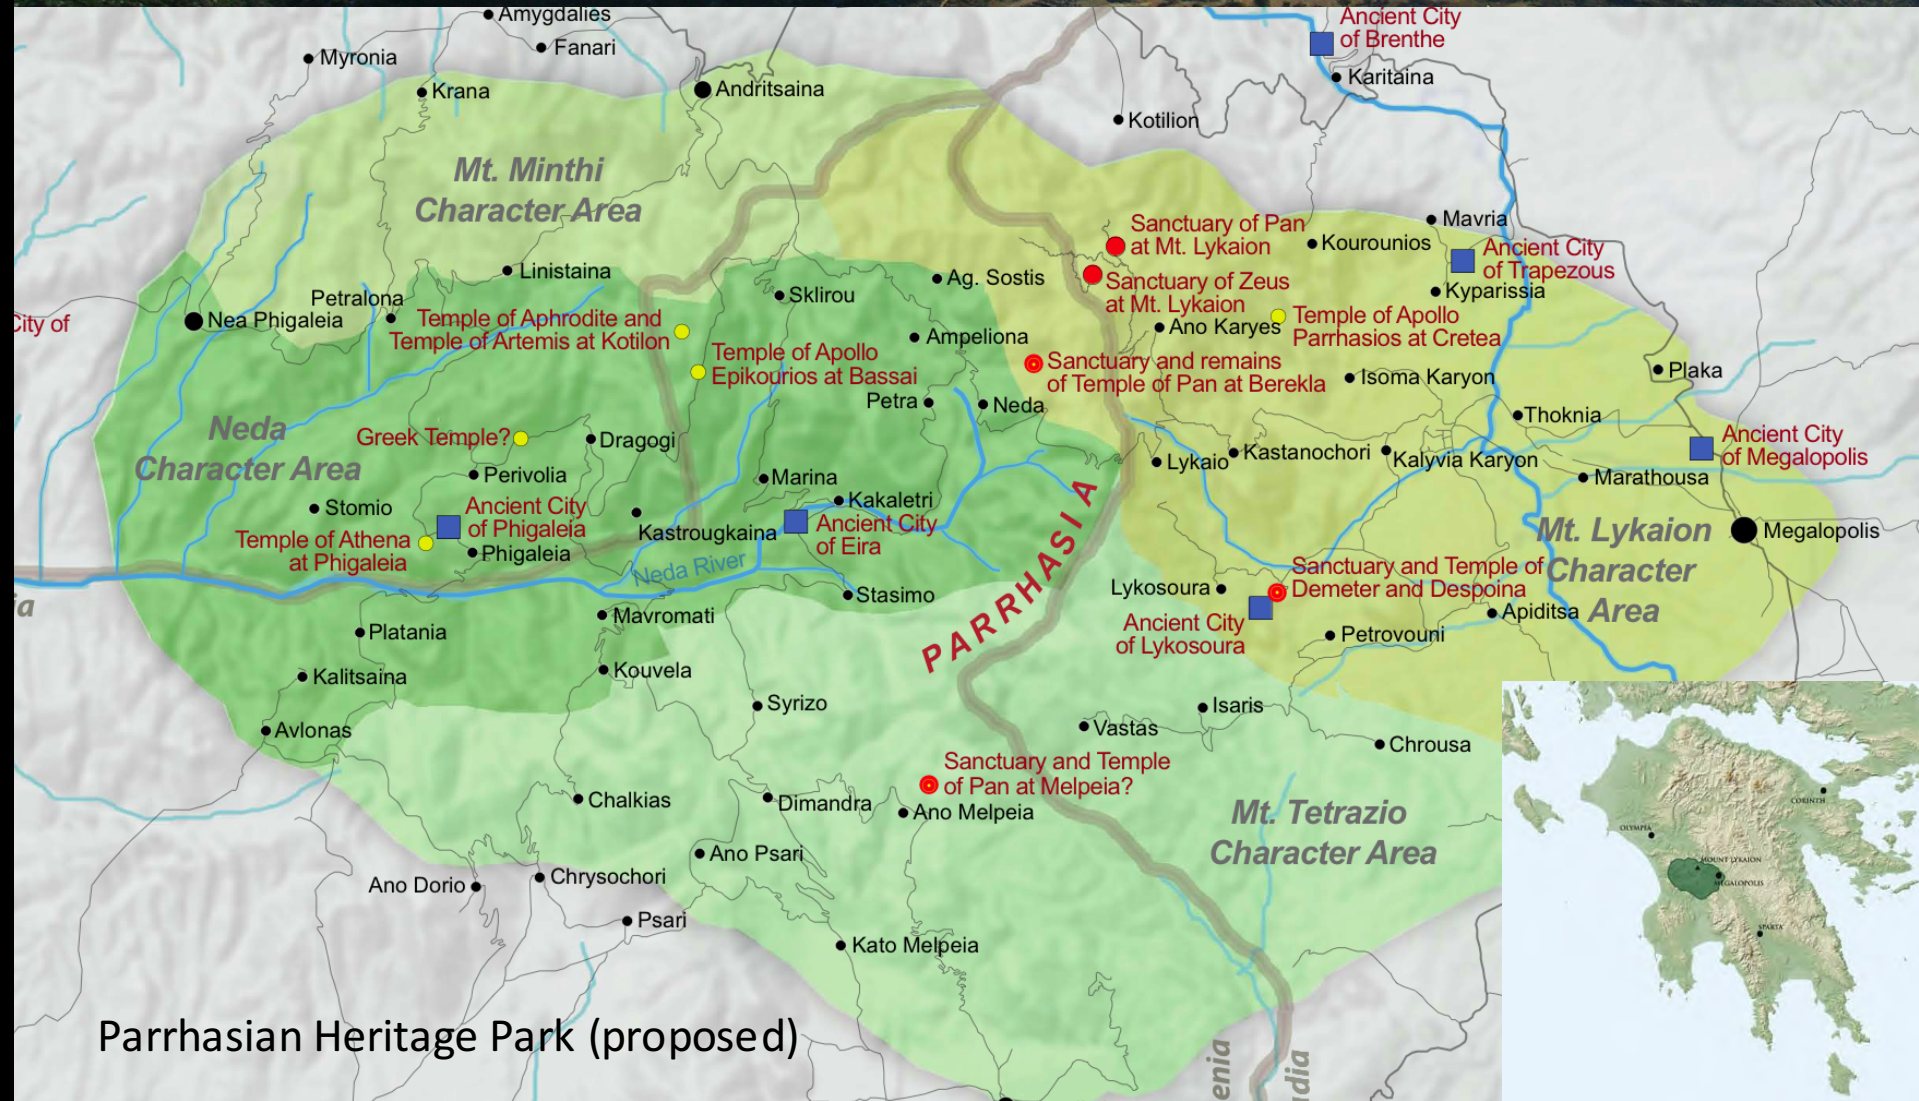 Amygdalies
Fanari
Myronia
Krana
Andritsaina
Ancient City
of Brenthe
Karitaina
Kotilion
Mt. Minthi
Character Area
Mavria
Sanctuary of Pan
at Mt. Lykaion
Kourounios
Ancient City
of Trapezous
Linistaina
Ag. Sostis
Sanctuary of Zeus
at Mt. Lykaion
Kyparissia
Sklirou
Petralona
Nea Phigaleia
City of
Temple of Aphrodite and
Temple of Artemis at Kotilon
Ampeliona
Ano Karyes
Temple of Apollo
Parrhasios at Cretea
Temple of Apollo
Epikourios at Bassai
Sanctuary and remains
of Temple of Pan at Berekla
Isoma Karyon
Plaka
Petra
Neda
Thoknia
Neda
Character Area
Greek Temple?
Dragogi
Ancient City
of Megalopolis
Lykaio
Kastanochori
Kalyvia Karyon
Perivolia
Marina
Marathousa
Stomio
Ancient City
of Phigaleia
Kakaletri
Kastrougkaina
Ancient City
of Eira
PARRHASIA
Mt. Lykaion
Character
Area
Megalopolis
Temple of Athena
at Phigaleia
Phigaleia
Neda River
Sanctuary and Temple of
Demeter and Despoina
Lykosoura
Stasimo
ia
Mavromati
Ancient City
of Lykosoura
Apiditsa
Platania
Petrovouni
Kalitsaina
Kouvela
Syrizo
Isaris
Avlonas
Vastas
Chrousa
Sanctuary and Temple
of Pan at Melpeia?
Chalkias
Dimandra
Ano Melpeia
Mt. Tetrazio
Character Area
Ano Psari
Ano Dorio
Chrysochori
Psari
Kato Melpeia
Parrhasian Heritage Park (proposed)
enia
dia
CORINTH
OLYMPIA
MOUNT LYKAION
MEGALOPOLIS
SPARTA